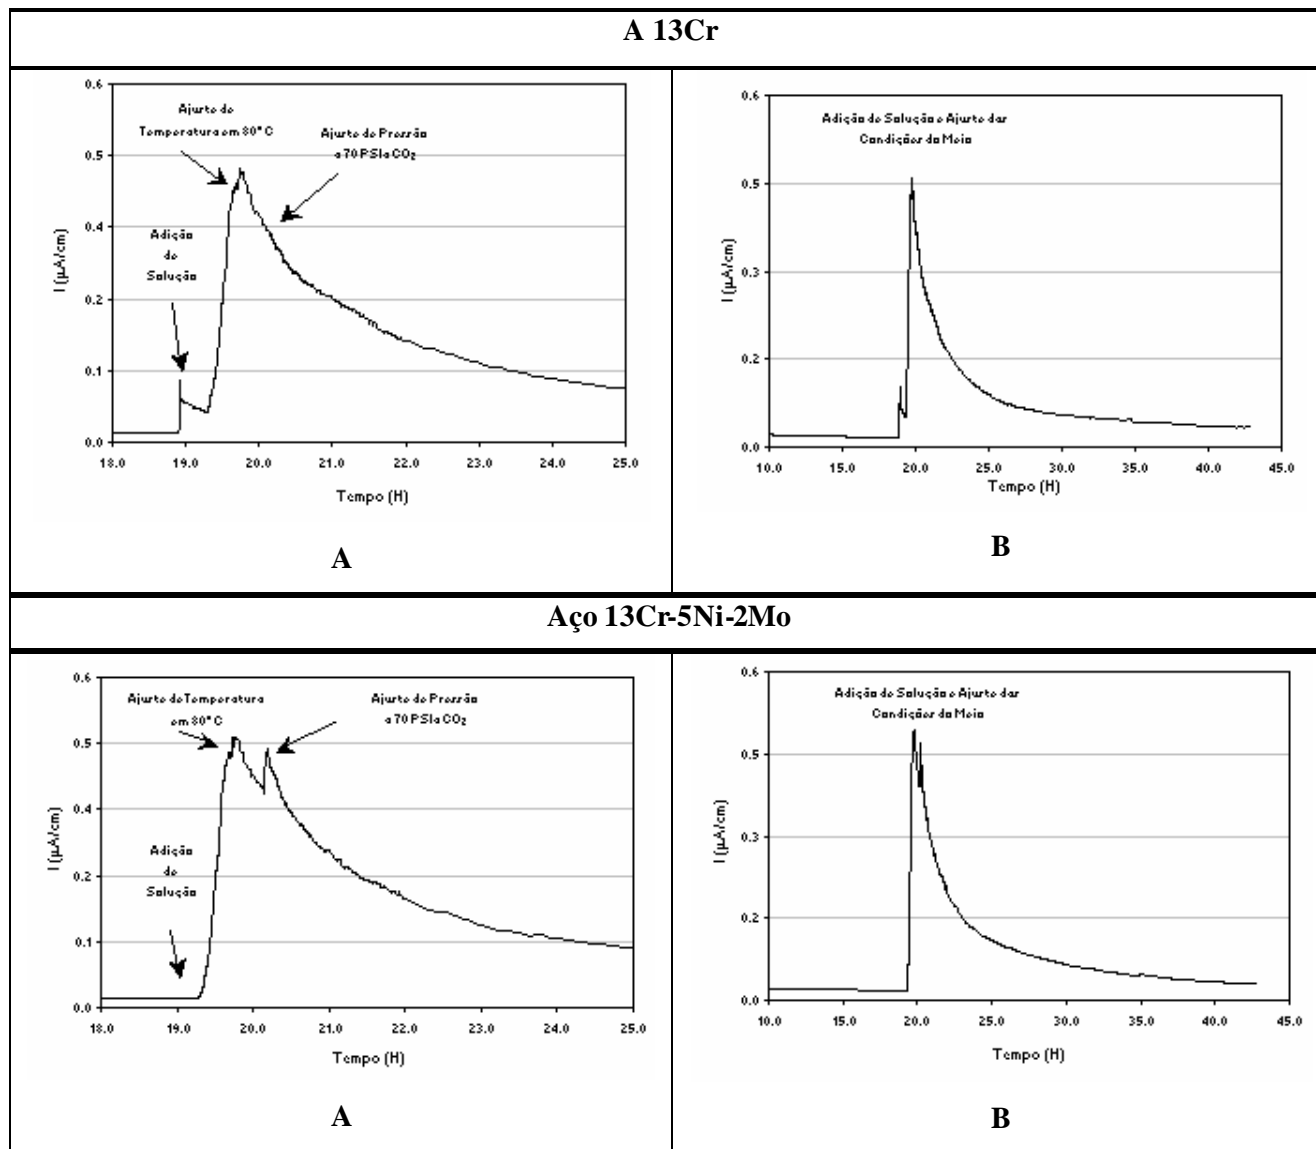 A 13Cr
0.6
0.5
0.4
0.2
0.1
0.0
I (µA/cm)
Ajuste de
Temperatura em 80°C
Ajuste de Pressão
a 70 PSIa CO₂
Adição
de
Solução
18.0 19.0 20.0 21.0 22.0 23.0 24.0 25.0
Tempo (H)
A
0.6
0.5
0.3
0.2
0.0
I (µA/cm)
Adição de Solução e Ajuste das
Condições do Meio
10.0 15.0 20.0 25.0 30.0 35.0 40.0 45.0
Tempo (H)
B
Aço 13Cr-5Ni-2Mo
0.6
0.5
0.4
0.2
0.1
0.0
I (µA/cm)
Ajuste de Temperatura
em 80°C
Ajuste de Pressão
a 70 PSIa CO₂
Adição
de
Solução
18.0 19.0 20.0 21.0 22.0 23.0 24.0 25.0
Tempo (H)
A
0.6
0.5
0.3
0.2
0.0
I (µA/cm)
Adição de Solução e Ajuste das
Condições do Meio
10.0 15.0 20.0 25.0 30.0 35.0 40.0 45.0
Tempo (H)
B